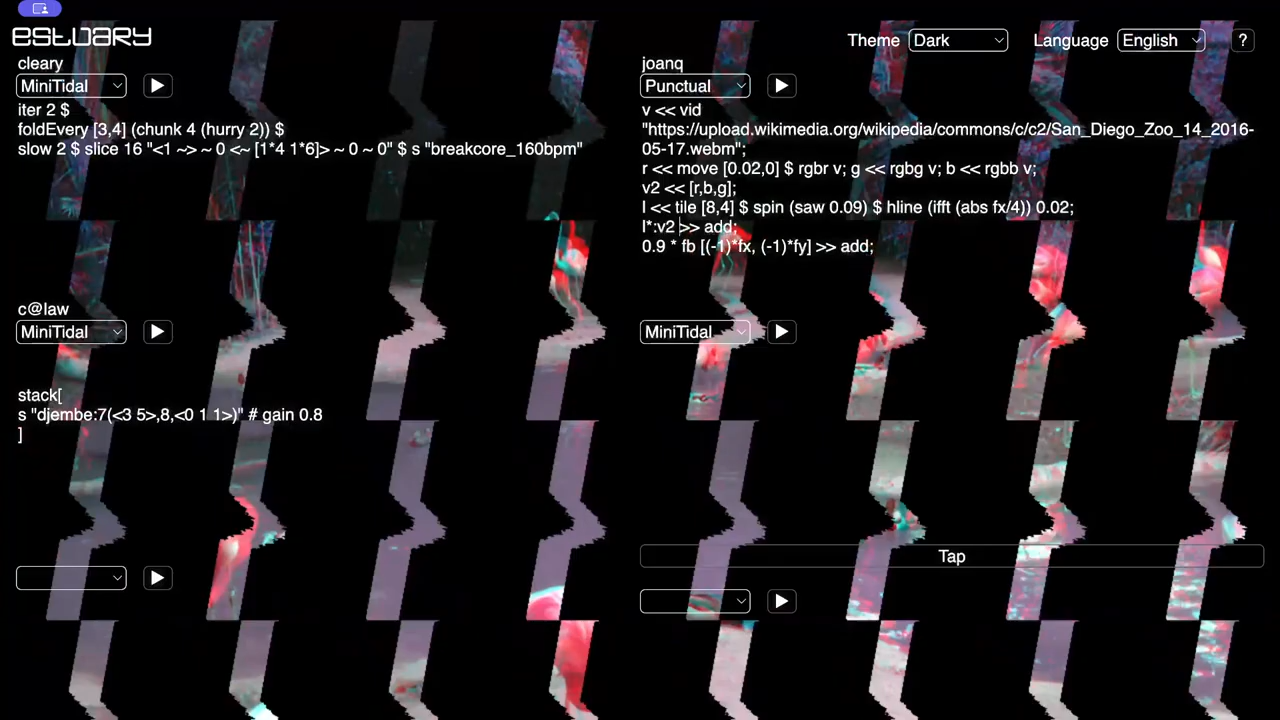 estuary
Theme Dark Language English ?
cleary
MiniTidal
iter 2 $
foldEvery [3,4] (chunk 4 (hurry 2)) $
slow 2 $ slice 16 "<1 ~> ~ 0 <~ [1*4 1*6]> ~ 0 ~ 0" $ s "breakcore_160bpm"
joanq
Punctual
v << vid
"https://upload.wikimedia.org/wikipedia/commons/c/c2/San_Diego_Zoo_14_2016-
05-17.webm";
r << move [0.02,0] $ rgbr v; g << rgbg v; b << rgbb v;
v2 << [r,b,g];
l << tile [8,4] $ spin (saw 0.09) $ hline (ifft (abs fx/4)) 0.02;
l*:v2 >> add;
0.9 * fb [(-1)*fx, (-1)*fy] >> add;
c@law
MiniTidal
stack[
s "djembe:7(<3 5>,8,<0 1 1>)" # gain 0.8
]
MiniTidal
Tap